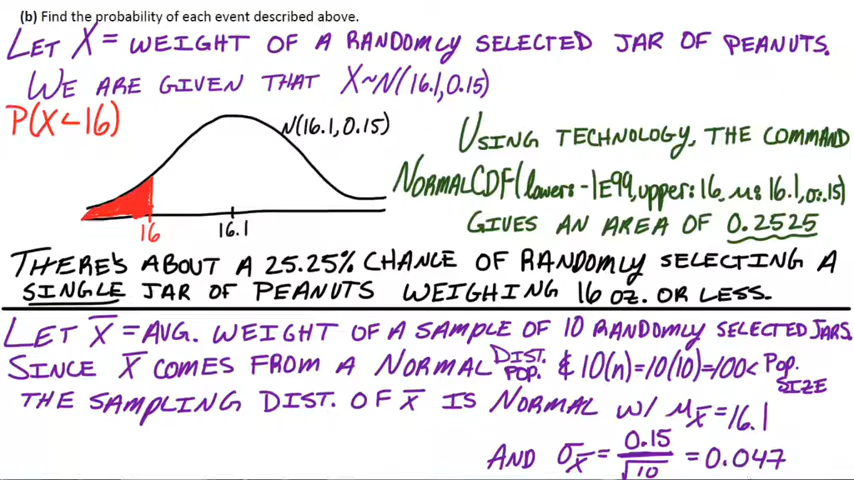 (b) Find the probability of each event described above.
LET X = WEIGHT OF A RANDOMLY SELECTED JAR OF PEANUTS.
WE ARE GIVEN THAT X~N(16.1,0.15)
P(X<16)
N(16.1,0.15)
16
16.1
USING TECHNOLOGY, THE COMMAND
NORMALCDF(lower:-1E99,upper:16,μ:16.1,σ:.15)
GIVES AN AREA OF 0.2525
THERE'S ABOUT A 25.25% CHANCE OF RANDOMLY SELECTING A
SINGLE JAR OF PEANUTS WEIGHING 16 OZ. OR LESS.
LET X̄ = AVG. WEIGHT OF A SAMPLE OF 10 RANDOMLY SELECTED JARS.
SINCE X̄ COMES FROM A NORMAL DIST. POP. & 10(n)=10(10)=100< POP. SIZE
THE SAMPLING DIST. OF X̄ IS NORMAL W/ μX̄=16.1
AND σX̄ = 0.15/√10 = 0.047